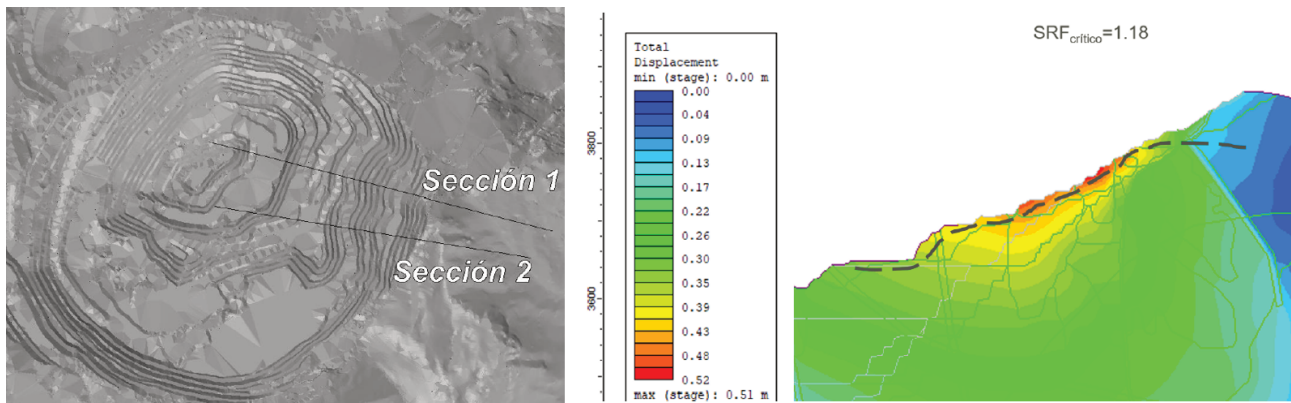 Sección 1
Sección 2
3800
3600
Total
Displacement
min (stage): 0.00 m
0.00
0.04
0.09
0.13
0.17
0.22
0.26
0.30
0.35
0.39
0.43
0.48
0.52
max (stage): 0.51 m
SRFcrítico=1.18